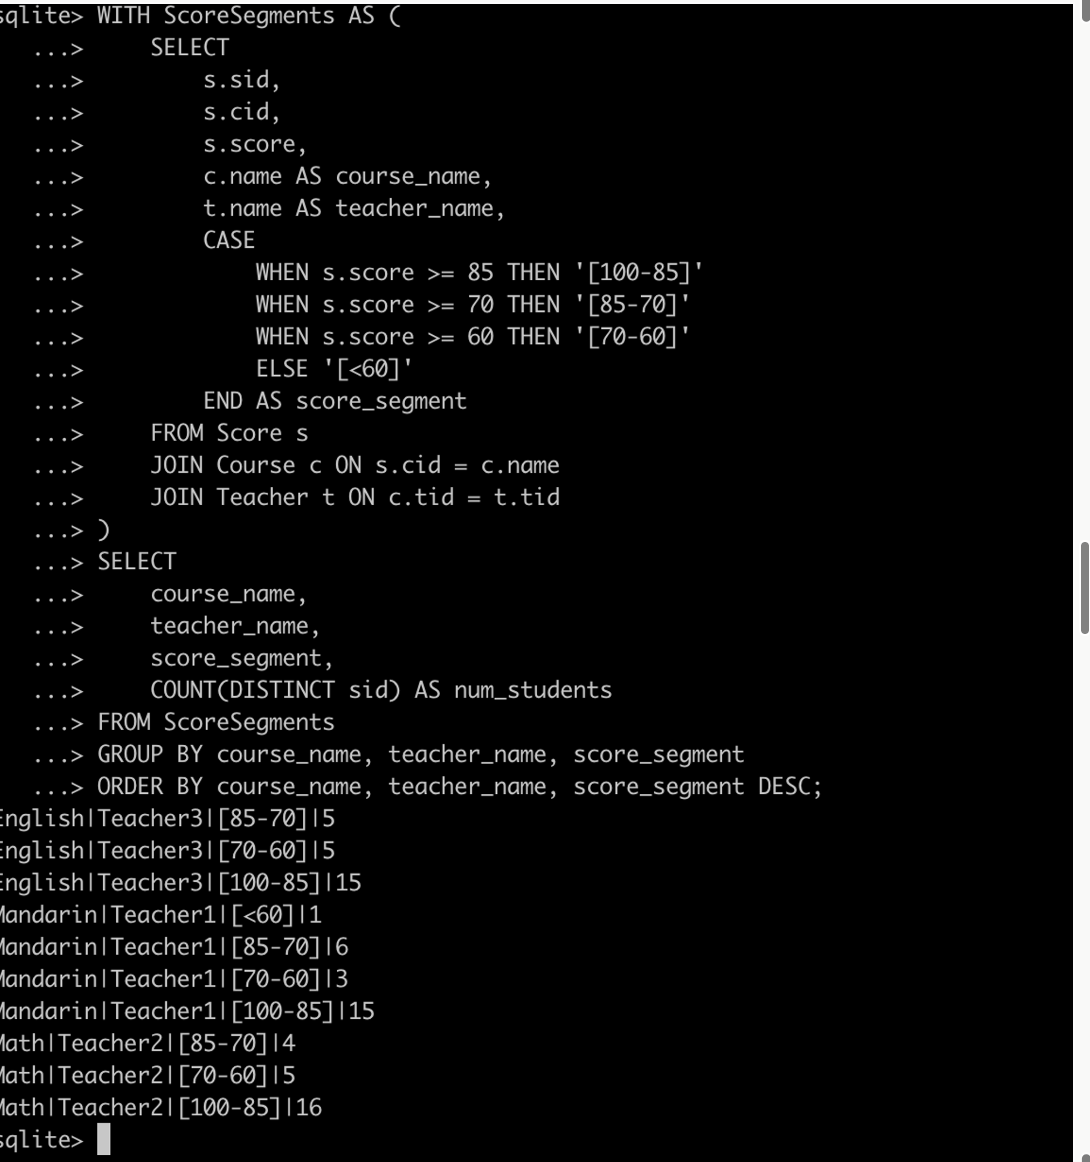 sqlite> WITH ScoreSegments AS (
   ...>     SELECT
   ...>         s.sid,
   ...>         s.cid,
   ...>         s.score,
   ...>         c.name AS course_name,
   ...>         t.name AS teacher_name,
   ...>         CASE
   ...>             WHEN s.score >= 85 THEN '[100-85]'
   ...>             WHEN s.score >= 70 THEN '[85-70]'
   ...>             WHEN s.score >= 60 THEN '[70-60]'
   ...>             ELSE '[<60]'
   ...>         END AS score_segment
   ...>     FROM Score s
   ...>     JOIN Course c ON s.cid = c.name
   ...>     JOIN Teacher t ON c.tid = t.tid
   ...> )
   ...> SELECT
   ...>     course_name,
   ...>     teacher_name,
   ...>     score_segment,
   ...>     COUNT(DISTINCT sid) AS num_students
   ...> FROM ScoreSegments
   ...> GROUP BY course_name, teacher_name, score_segment
   ...> ORDER BY course_name, teacher_name, score_segment DESC;
English|Teacher3|[85-70]|5
English|Teacher3|[70-60]|5
English|Teacher3|[100-85]|15
Mandarin|Teacher1|[<60]|1
Mandarin|Teacher1|[85-70]|6
Mandarin|Teacher1|[70-60]|3
Mandarin|Teacher1|[100-85]|15
Math|Teacher2|[85-70]|4
Math|Teacher2|[70-60]|5
Math|Teacher2|[100-85]|16
sqlite>